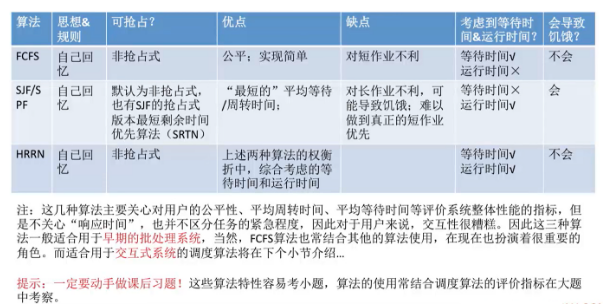 算法 思想& 可抢占？ 优点 缺点 考虑到等待时 会导致
规则 间&运行时间？ 饥饿？
FCFS 自己回 非抢占式 公平；实现简单 对短作业不利 等待时间√ 不会
忆 运行时间×
SJF/S 自己回 默认为非抢占式， “最短的”平均等待 对长作业不利，可 等待时间× 会
PF 忆 也有SJF的抢占式 /周转时间； 能导致饥饿；难以 运行时间√
版本最短剩余时间 做到真正的短作业
优先算法（SRTN） 优先
HRRN 自己回 非抢占式 上述两种算法的权衡 等待时间√ 不会
忆 折中，综合考虑的等 运行时间√
待时间和运行时间
注：这几种算法主要关心对用户的公平性、平均周转时间、平均等待时间等评价系统整体性能的指标，但
是不关心“响应时间”，也并不区分任务的紧急程度，因此对于用户来说，交互性很糟糕。因此这三种算
法一般适合用于早期的批处理系统，当然，FCFS算法也常结合其他的算法使用，在现在也扮演着很重要的
角色。而适合用于交互式系统的调度算法将在下个小节介绍...
提示：一定要动手做课后习题！这些算法特性容易考小题，算法的使用常结合调度算法的评价指标在大题
中考察。